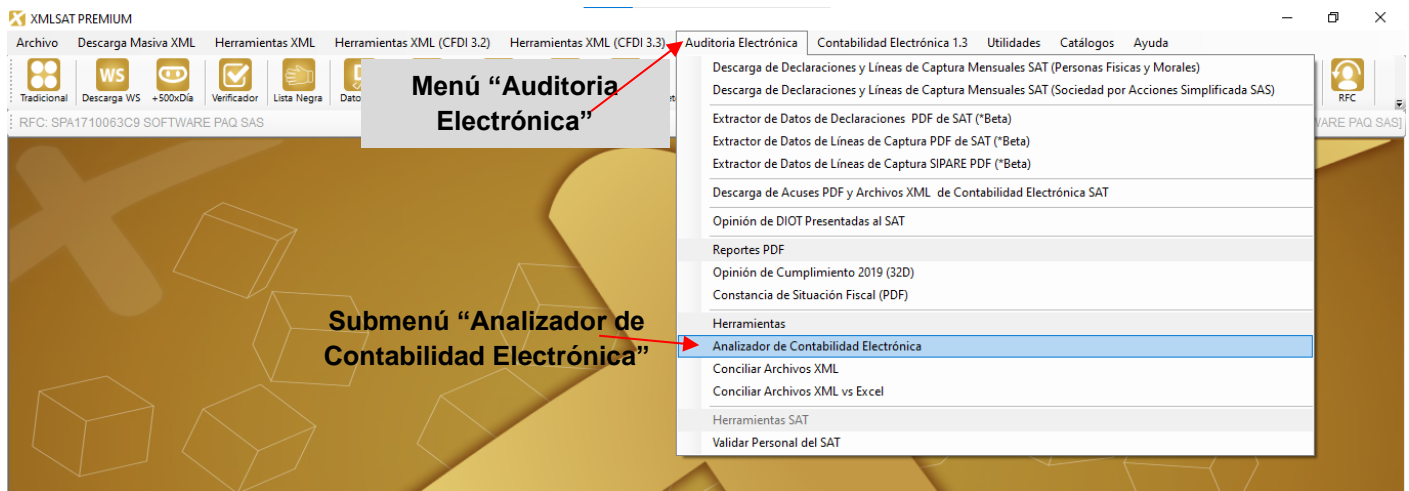 XMLSAT PREMIUM
Archivo Descarga Masiva XML Herramientas XML Herramientas XML (CFDI 3.2) Herramientas XML (CFDI 3.3) Auditoria Electrónica Contabilidad Electrónica 1.3 Utilidades Catálogos Ayuda
WS
Tradicional Descarga WS +500xDía Verificador Lista Negra RFC
RFC: SPA1710063C9 SOFTWARE PAQ SAS
WARE PAQ SAS]
Menú “Auditoria
Electrónica”
Descarga de Declaraciones y Líneas de Captura Mensuales SAT (Personas Fisicas y Morales)
Descarga de Declaraciones y Líneas de Captura Mensuales SAT (Sociedad por Acciones Simplificada SAS)
Extractor de Datos de Declaraciones PDF de SAT (*Beta)
Extractor de Datos de Líneas de Captura PDF de SAT (*Beta)
Extractor de Datos de Líneas de Captura SIPARE PDF (*Beta)
Descarga de Acuses PDF y Archivos XML de Contabilidad Electrónica SAT
Opinión de DIOT Presentadas al SAT
Reportes PDF
Opinión de Cumplimiento 2019 (32D)
Constancia de Situación Fiscal (PDF)
Herramientas
Analizador de Contabilidad Electrónica
Conciliar Archivos XML
Conciliar Archivos XML vs Excel
Herramientas SAT
Validar Personal del SAT
Submenú “Analizador de
Contabilidad Electrónica”